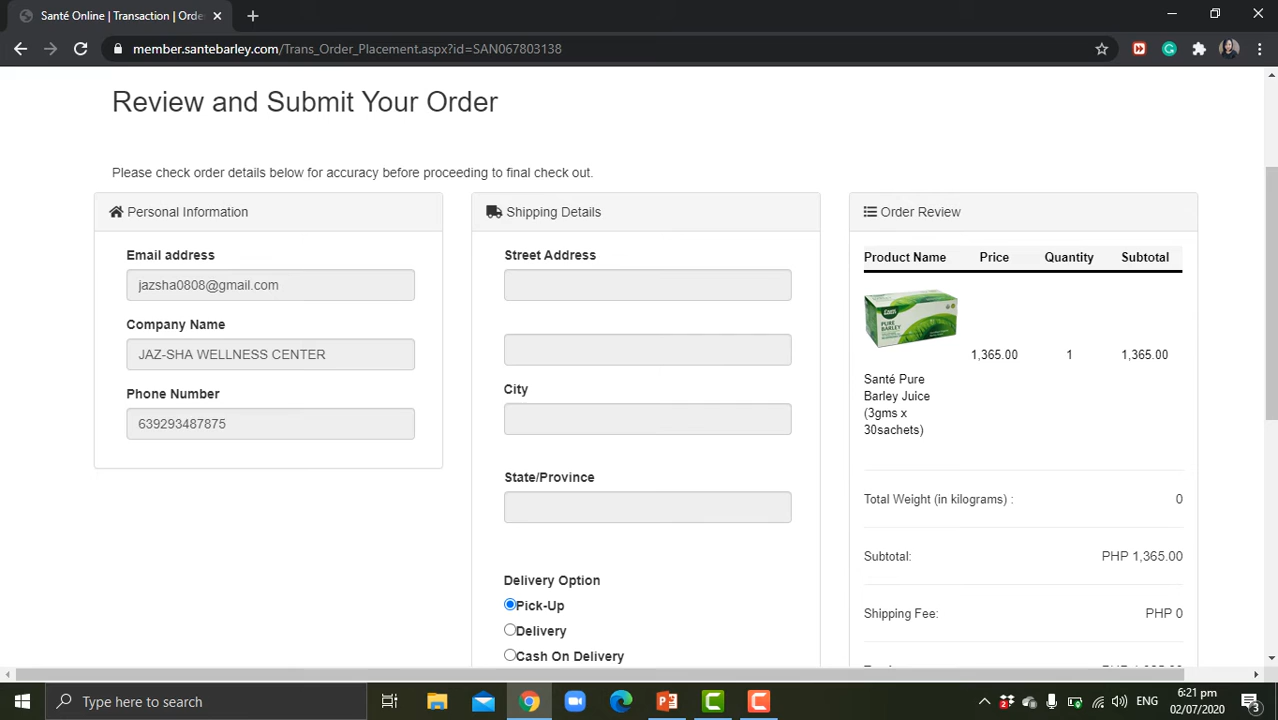 Santé Online | Transaction | Orde
member.santebarley.com/Trans_Order_Placement.aspx?id=SAN067803138
Review and Submit Your Order
Please check order details below for accuracy before proceeding to final check out.
Personal Information
Email address
jazsha0808@gmail.com
Company Name
JAZ-SHA WELLNESS CENTER
Phone Number
639293487875
Shipping Details
Street Address
City
State/Province
Delivery Option
Pick-Up
Delivery
Cash On Delivery
Order Review
Product Name Price Quantity Subtotal
Santé
PURE
BARLEY
1,365.00 1 1,365.00
Santé Pure
Barley Juice
(3gms x
30sachets)
Total Weight (in kilograms) : 0
Subtotal: PHP 1,365.00
Shipping Fee: PHP 0
Type here to search
ENG
6:21 pm
02/07/2020
3